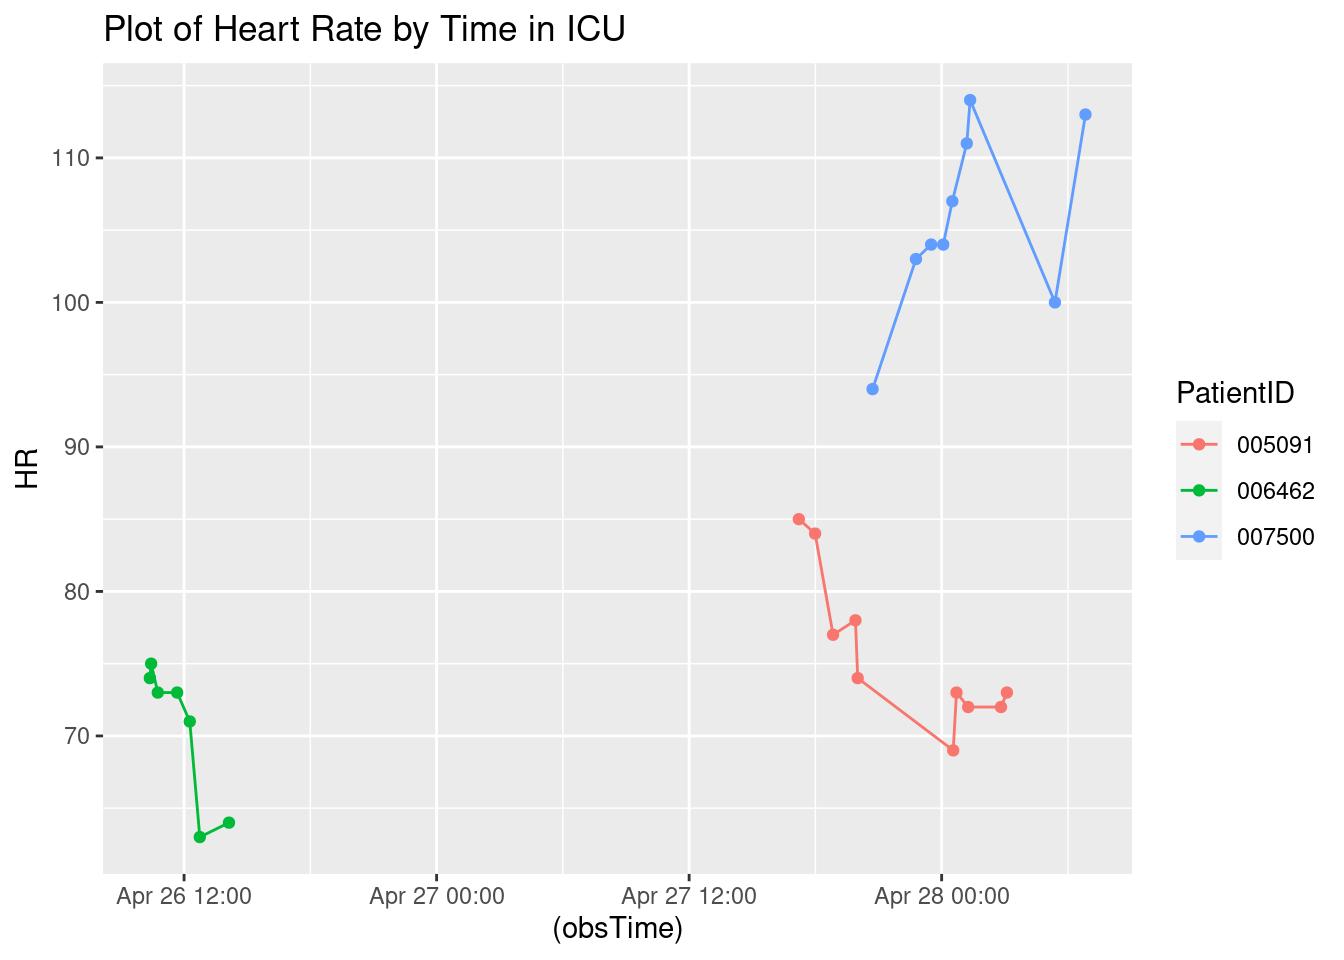 Plot of Heart Rate by Time in ICU
110
100
90
80
70
HR
Apr 26 12:00
Apr 27 00:00
Apr 27 12:00
Apr 28 00:00
(obsTime)
PatientID
005091
006462
007500